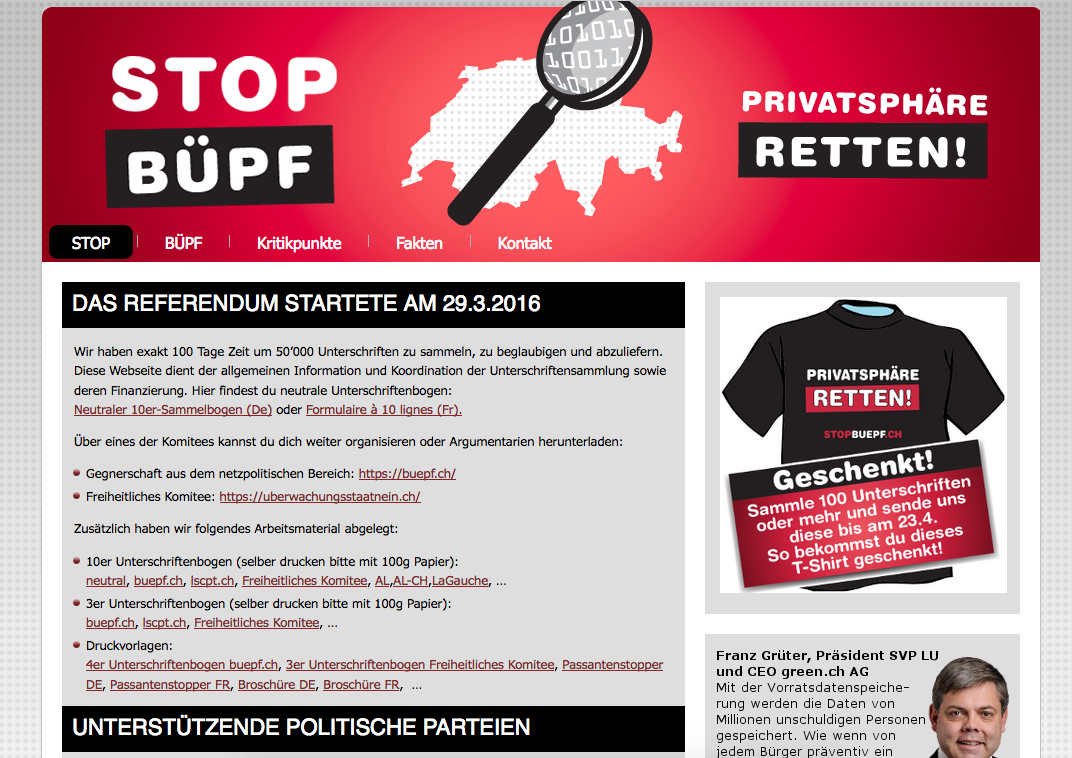 STOP
BÜPF
01010
010101
10011
01010
PRIVATSPHÄRE
RETTEN!
STOP
BÜPF
Kritikpunkte
Fakten
Kontakt
DAS REFERENDUM STARTETE AM 29.3.2016
Wir haben exakt 100 Tage Zeit um 50’000 Unterschriften zu sammeln, zu beglaubigen und abzuliefern.
Diese Webseite dient der allgemeinen Information und Koordination der Unterschriftensammlung sowie
deren Finanzierung. Hier findest du neutrale Unterschriftenbogen:
Neutraler 10er-Sammelbogen (De) oder Formulaire à 10 lignes (Fr).
Über eines der Komitees kannst du dich weiter organisieren oder Argumentarien herunterladen:
Gegnerschaft aus dem netzpolitischen Bereich: https://buepf.ch/
Freiheitliches Komitee: https://uberwachungsstaatnein.ch/
Zusätzlich haben wir folgendes Arbeitsmaterial abgelegt:
10er Unterschriftenbogen (selber drucken bitte mit 100g Papier):
neutral, buepf.ch, lscpt.ch, Freiheitliches Komitee, AL,AL-CH,LaGauche, ...
3er Unterschriftenbogen (selber drucken bitte mit 100g Papier):
buepf.ch, lscpt.ch, Freiheitliches Komitee, ...
Druckvorlagen:
4er Unterschriftenbogen buepf.ch, 3er Unterschriftenbogen Freiheitliches Komitee, Passantenstopper
DE, Passantenstopper FR, Broschüre DE, Broschüre FR, ...
UNTERSTÜTZENDE POLITISCHE PARTEIEN
PRIVATSPHÄRE
RETTEN!
STOPBUEPF.CH
Geschenkt!
Sammle 100 Unterschriften
oder mehr und sende uns
diese bis am 23.4.
So bekommst du dieses
T-Shirt geschenkt!
Franz Grüter, Präsident SVP LU
und CEO green.ch AG
Mit der Vorratsdatenspeiche-
rung werden die Daten von
Millionen unschuldigen Personen
gespeichert. Wie wenn von
jedem Bürger präventiv ein